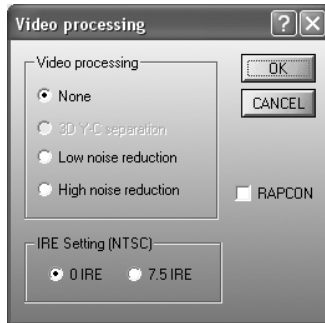 Video processing
Video processing
None
3D Y-C separation
Low noise reduction
High noise reduction
OK
CANCEL
RAPCON
IRE Setting (NTSC)
0 IRE
7.5 IRE